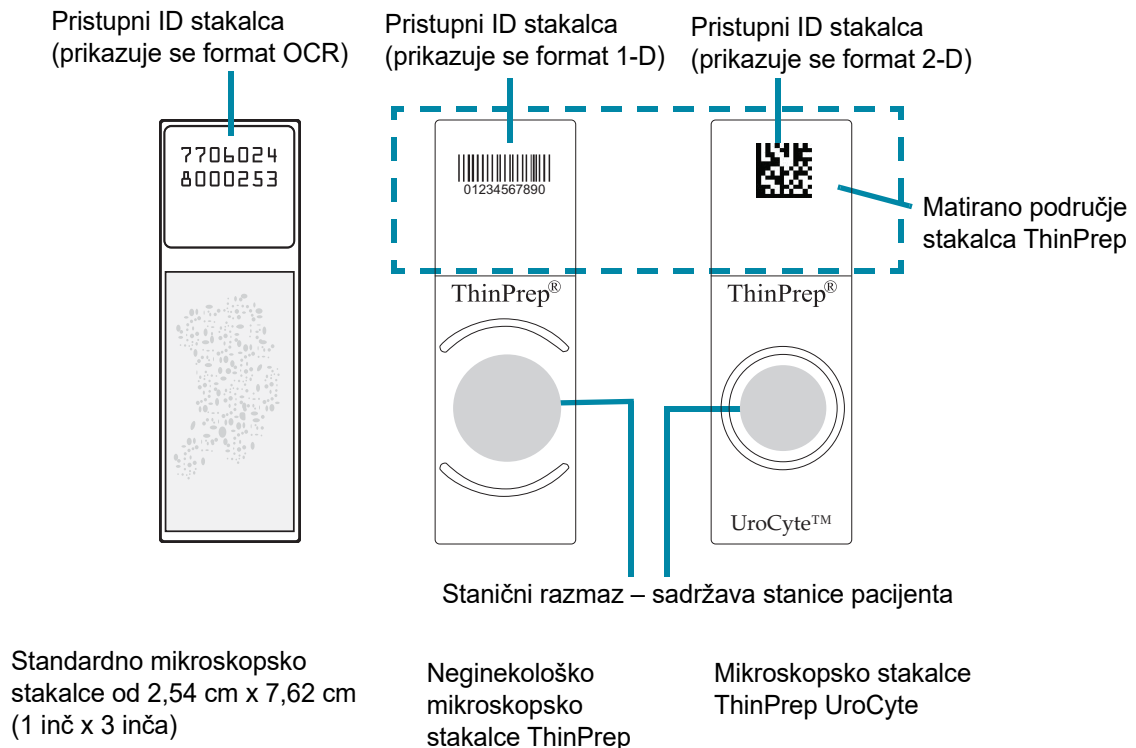 Pristupni ID stakalca
(prikazuje se format OCR)
Pristupni ID stakalca
(prikazuje se format 1-D)
Pristupni ID stakalca
(prikazuje se format 2-D)
7706024
8000253
01234567890
Matirano područje
stakalca ThinPrep
ThinPrep®
ThinPrep®
UroCyte™
Stanični razmaz – sadržava stanice pacijenta
Standardno mikroskopsko
stakalce od 2,54 cm x 7,62 cm
(1 inč x 3 inča)
Neginekološko
mikroskopsko
stakalce ThinPrep
Mikroskopsko stakalce
ThinPrep UroCyte